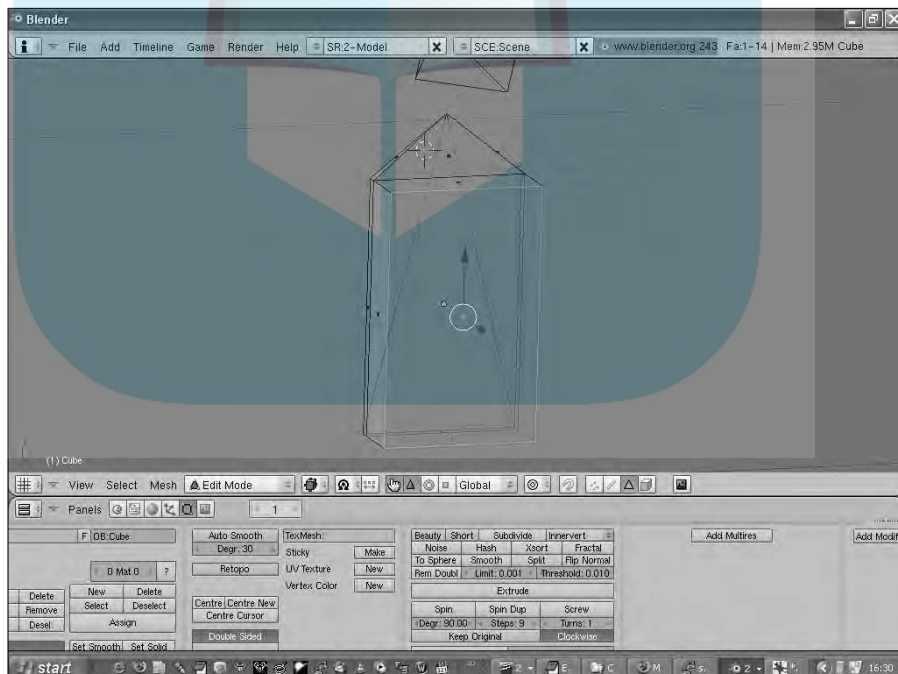 Blender
File Add Timeline Game Render Help SR:2-Model X SCE:Scene X www.blender.org 243 Fa:1-14 | Mem:2.95M Cube
(1) Cube
View Select Mesh Edit Mode Global
Panels 1
F OB:Cube
0 Mat 0 ?
New Delete
Select Deselect
Assign
Delete
Remove
Desel
Set Smooth Set Solid
Auto Smooth
Degr: 30
Retopo
Centre Centre New
Centre Cursor
Double Sided
TexMesh:
Sticky Make
UV Texture New
Vertex Color New
Beauty Short Subdivide Innervert
Noise Hash Xsort Fractal
To Sphere Smooth Split Flip Normal
Rem Doubl Limit: 0.001 Threshold: 0.010
Extrude
Spin Spin Dup Screw
Degr: 90.00 Steps: 9 Turns: 1
Keep Original Clockwise
Add Multires
Add Modif
start 2 E. C M s. 2 16:30